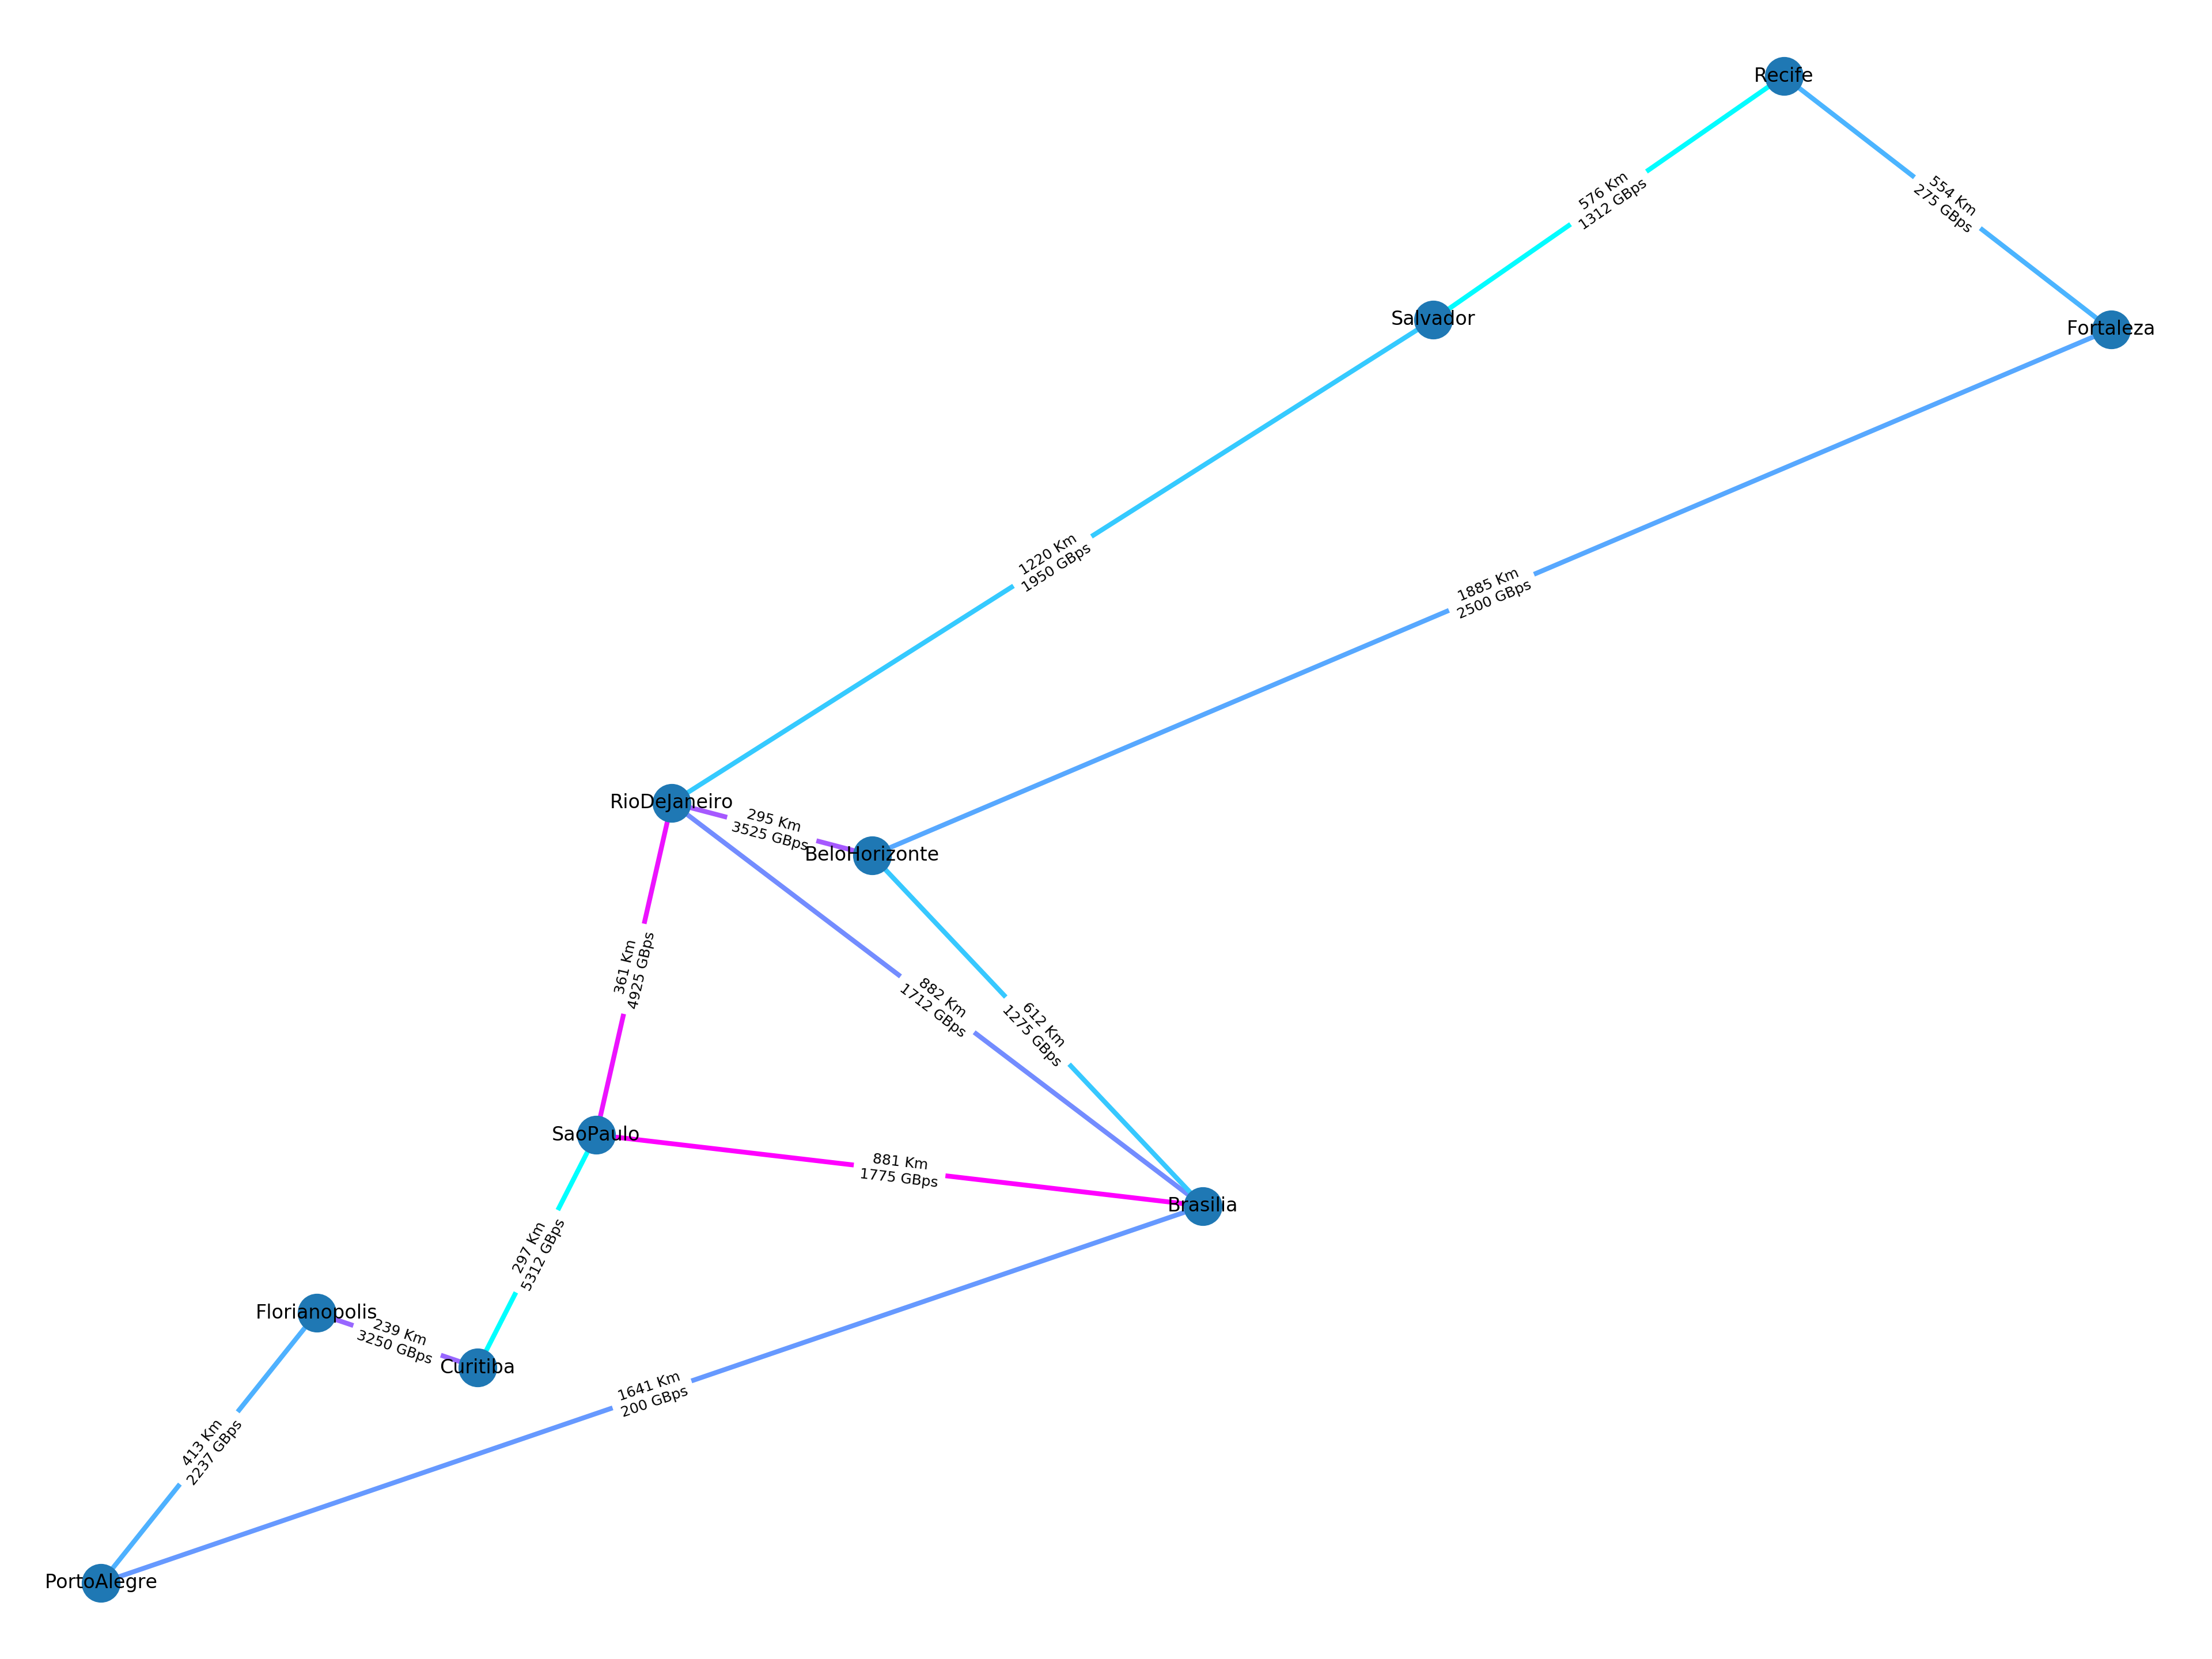 Recife
576 Km
1312 GBps
554 Km
275 GBps
Salvador
Fortaleza
1220 Km
1950 GBps
1885 Km
2500 GBps
RioDeJaneiro
295 Km
3525 GBps
BeloHorizonte
361 Km
4925 GBps
882 Km
1712 GBps
612 Km
1275 GBps
SaoPaulo
881 Km
1775 GBps
Brasilia
297 Km
5312 GBps
Florianopolis
239 Km
3250 GBps
Curitiba
1641 Km
200 GBps
413 Km
2237 GBps
PortoAlegre